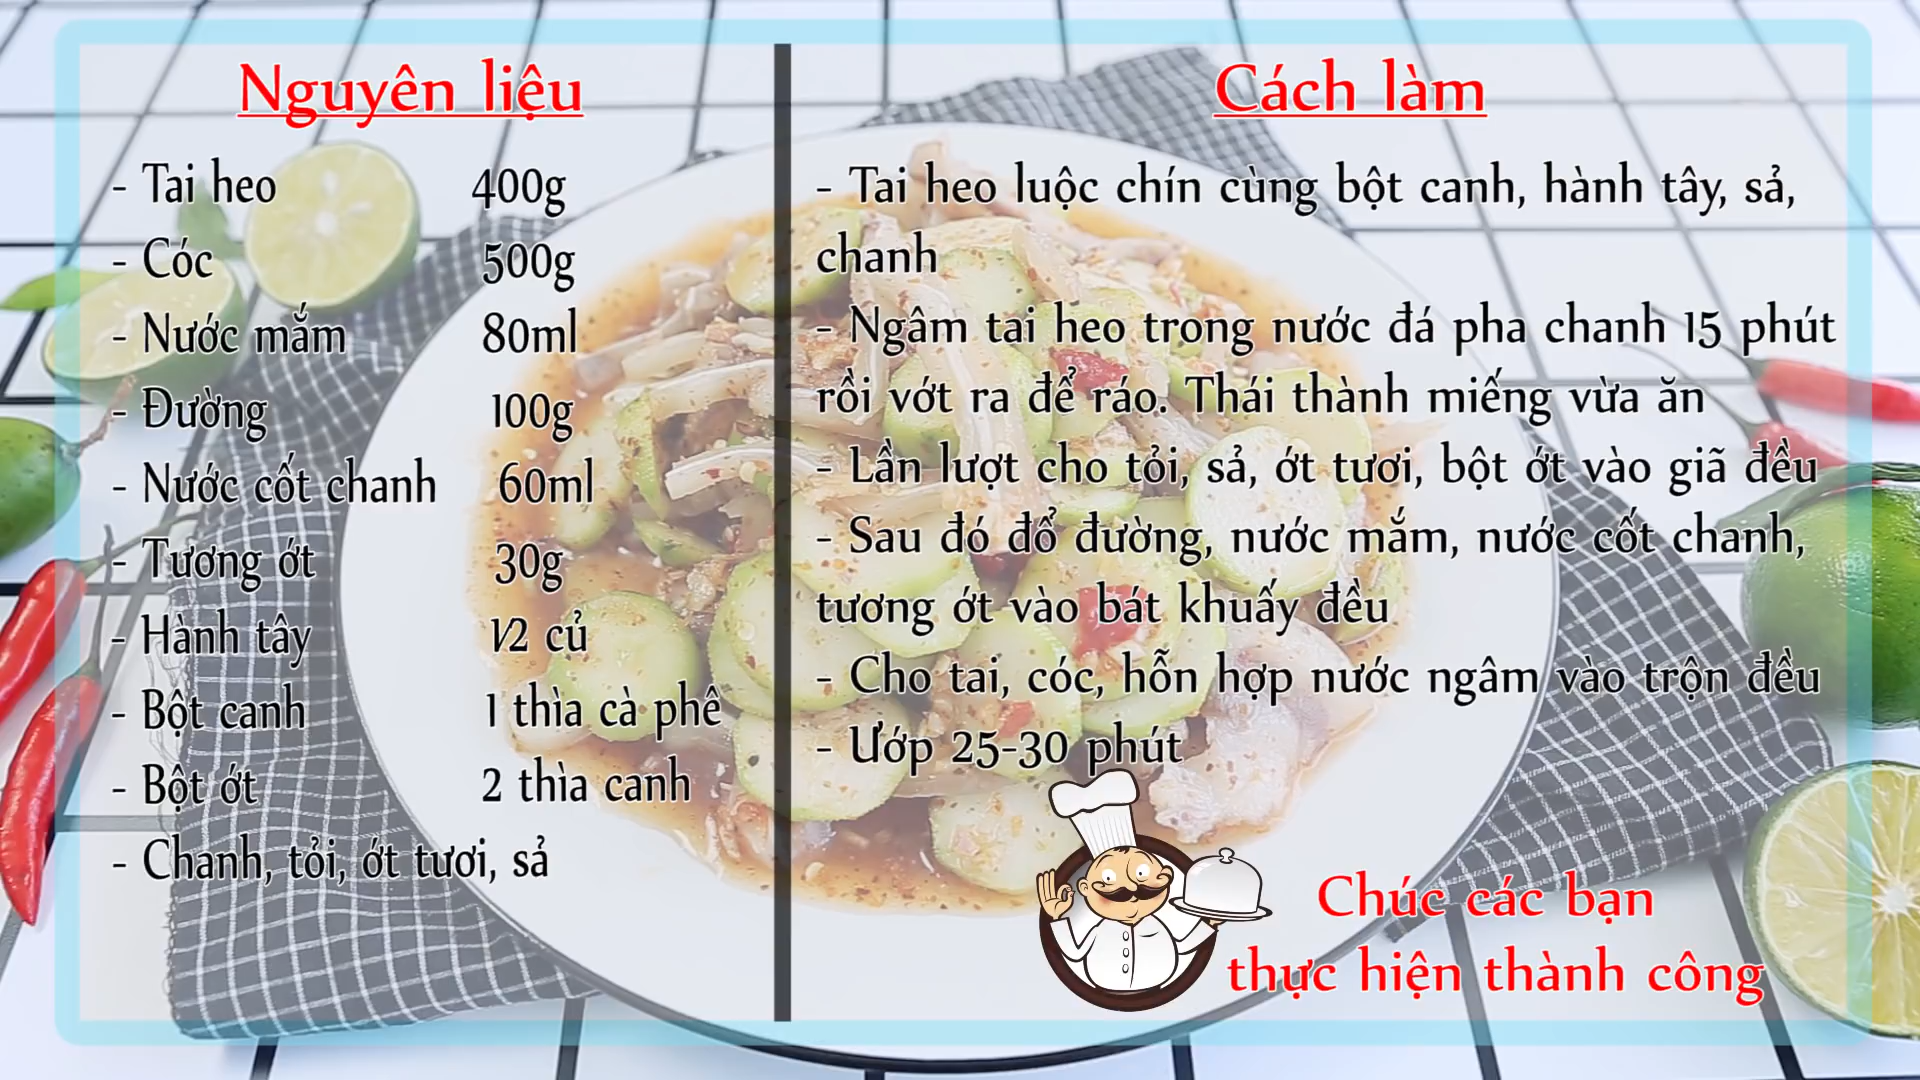 Nguyên liệu
- Tai heo 400g
- Cóc 500g
- Nước mắm 80ml
- Đường 100g
- Nước cốt chanh 60ml
- Tương ớt 30g
- Hành tây 1/2 củ
- Bột canh 1 thìa cà phê
- Bột ớt 2 thìa canh
- Chanh, tỏi, ớt tươi, sả
Cách làm
- Tai heo luộc chín cùng bột canh, hành tây, sả,
chanh
- Ngâm tai heo trong nước đá pha chanh 15 phút
rồi vớt ra để ráo. Thái thành miếng vừa ăn
- Lần lượt cho tỏi, sả, ớt tươi, bột ớt vào giã đều
- Sau đó đổ đường, nước mắm, nước cốt chanh,
tương ớt vào bát khuấy đều
- Cho tai, cóc, hỗn hợp nước ngâm vào trộn đều
- Ướp 25-30 phút
Chúc các bạn
thực hiện thành công